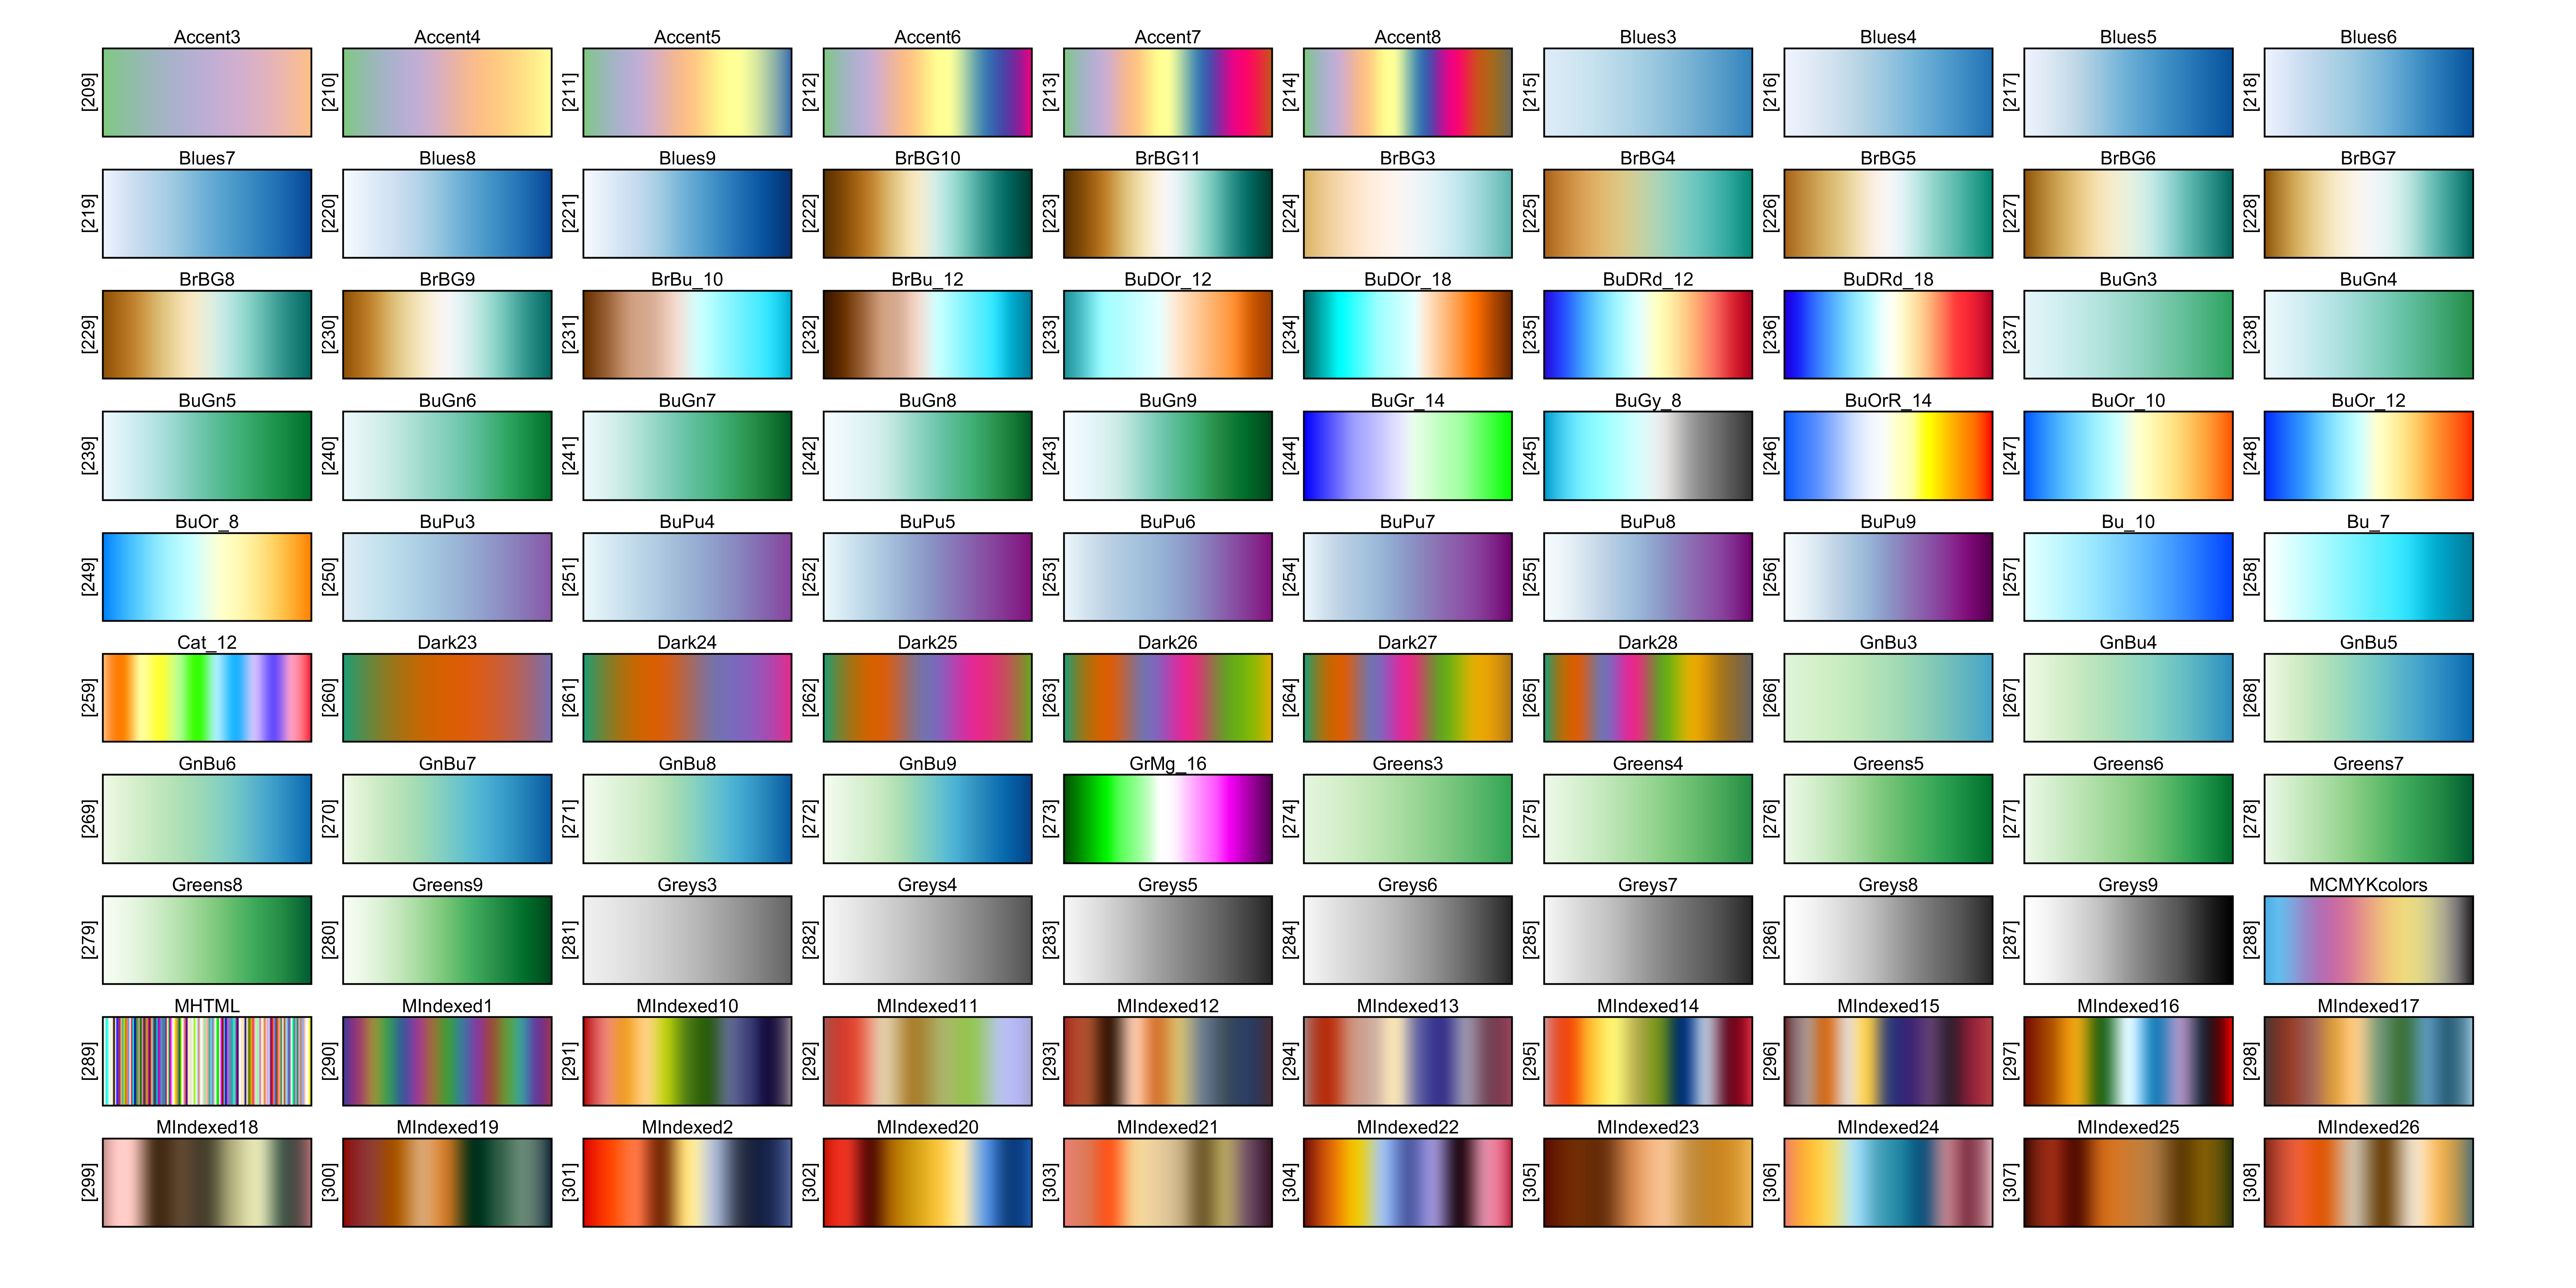 Accent3 Accent4 Accent5 Accent6 Accent7 Accent8 Blues3 Blues4 Blues5 Blues6
[209] [210] [211] [212] [213] [214] [215] [216] [217] [218]
Blues7 Blues8 Blues9 BrBG10 BrBG11 BrBG3 BrBG4 BrBG5 BrBG6 BrBG7
[219] [220] [221] [222] [223] [224] [225] [226] [227] [228]
BrBG8 BrBG9 BrBu_10 BrBu_12 BuDOr_12 BuDOr_18 BuDRd_12 BuDRd_18 BuGn3 BuGn4
[229] [230] [231] [232] [233] [234] [235] [236] [237] [238]
BuGn5 BuGn6 BuGn7 BuGn8 BuGn9 BuGr_14 BuGy_8 BuOrR_14 BuOr_10 BuOr_12
[239] [240] [241] [242] [243] [244] [245] [246] [247] [248]
BuOr_8 BuPu3 BuPu4 BuPu5 BuPu6 BuPu7 BuPu8 BuPu9 Bu_10 Bu_7
[249] [250] [251] [252] [253] [254] [255] [256] [257] [258]
Cat_12 Dark23 Dark24 Dark25 Dark26 Dark27 Dark28 GnBu3 GnBu4 GnBu5
[259] [260] [261] [262] [263] [264] [265] [266] [267] [268]
GnBu6 GnBu7 GnBu8 GnBu9 GrMg_16 Greens3 Greens4 Greens5 Greens6 Greens7
[269] [270] [271] [272] [273] [274] [275] [276] [277] [278]
Greens8 Greens9 Greys3 Greys4 Greys5 Greys6 Greys7 Greys8 Greys9 MCMYKcolors
[279] [280] [281] [282] [283] [284] [285] [286] [287] [288]
MHTML MIndexed1 MIndexed10 MIndexed11 MIndexed12 MIndexed13 MIndexed14 MIndexed15 MIndexed16 MIndexed17
[289] [290] [291] [292] [293] [294] [295] [296] [297] [298]
MIndexed18 MIndexed19 MIndexed2 MIndexed20 MIndexed21 MIndexed22 MIndexed23 MIndexed24 MIndexed25 MIndexed26
[299] [300] [301] [302] [303] [304] [305] [306] [307] [308]